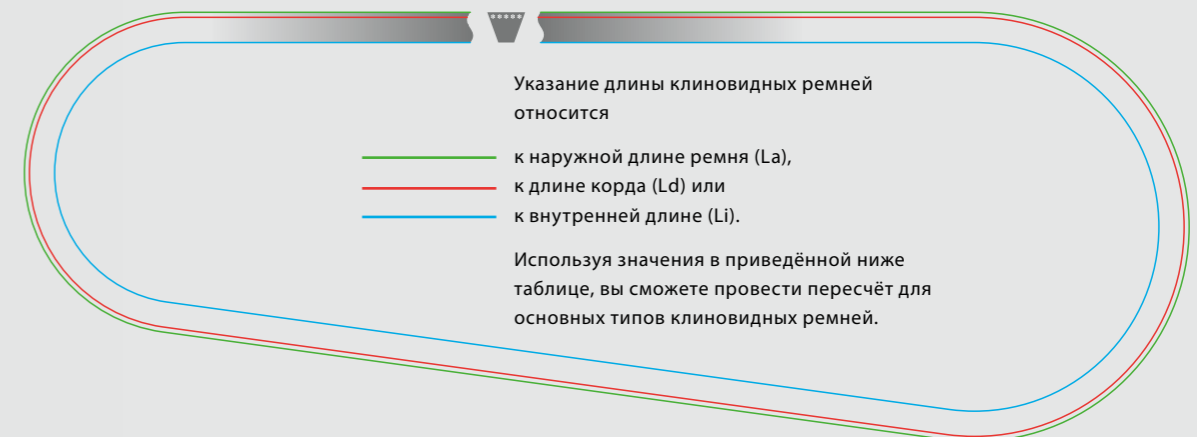 Указание длины клиновидных ремней
относится
к наружной длине ремня (La),
к длине корда (Ld) или
к внутренней длине (Li).
Используя значения в приведённой ниже
таблице, вы сможете провести пересчёт для
основных типов клиновидных ремней.